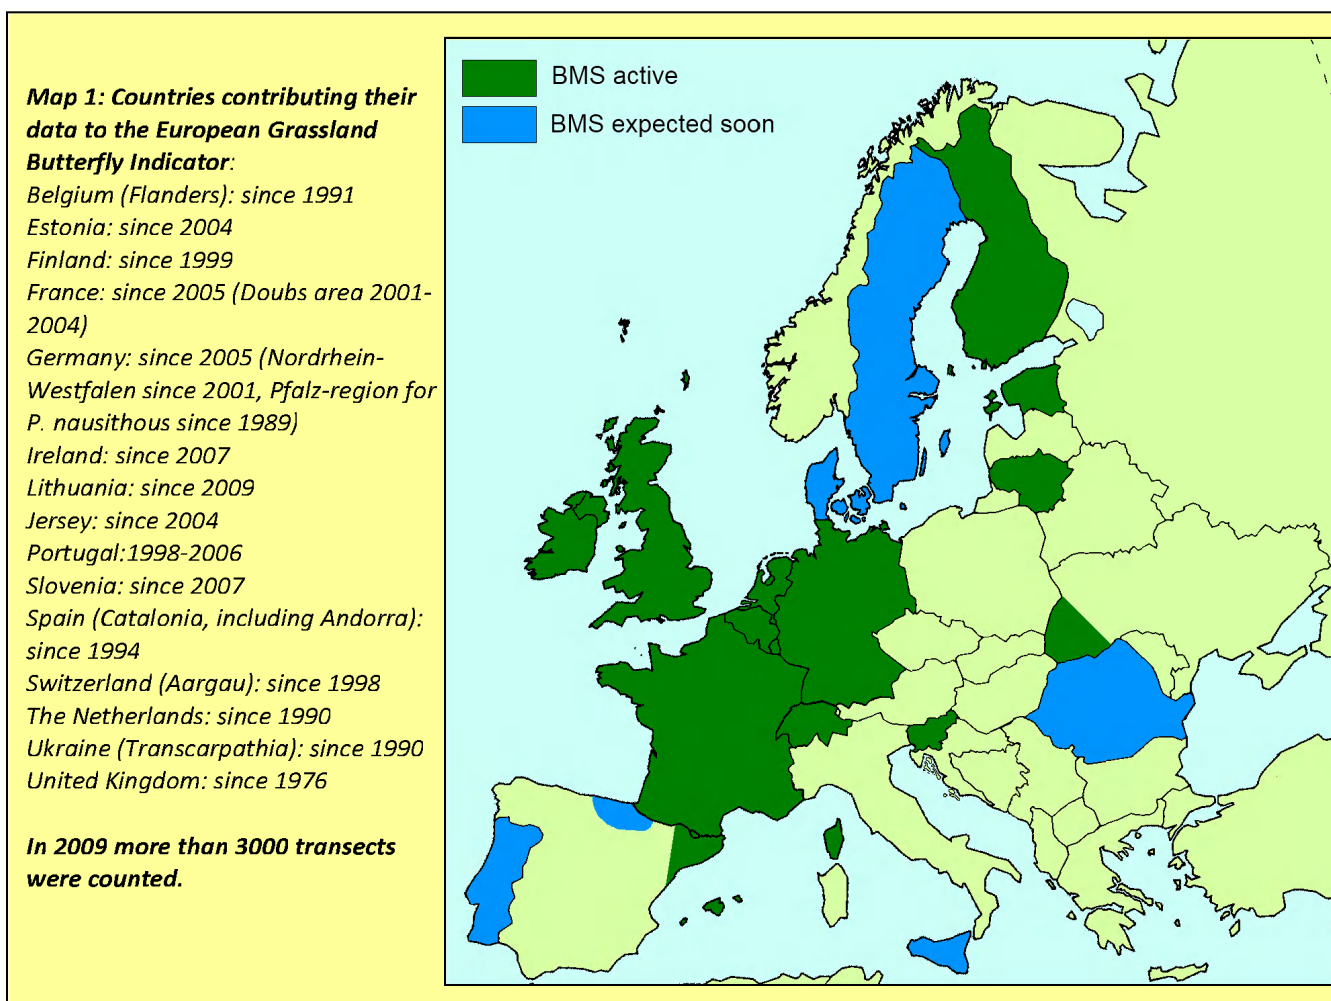 Map 1: Countries contributing their
data to the European Grassland
Butterfly Indicator:
Belgium (Flanders): since 1991
Estonia: since 2004
Finland: since 1999
France: since 2005 (Doubs area 2001-
2004)
Germany: since 2005 (Nordrhein-
Westfalen since 2001, Pfalz-region for
P. nausithous since 1989)
Ireland: since 2007
Lithuania: since 2009
Jersey: since 2004
Portugal:1998-2006
Slovenia: since 2007
Spain (Catalonia, including Andorra):
since 1994
Switzerland (Aargau): since 1998
The Netherlands: since 1990
Ukraine (Transcarpathia): since 1990
United Kingdom: since 1976
In 2009 more than 3000 transects
were counted.
BMS active
BMS expected soon